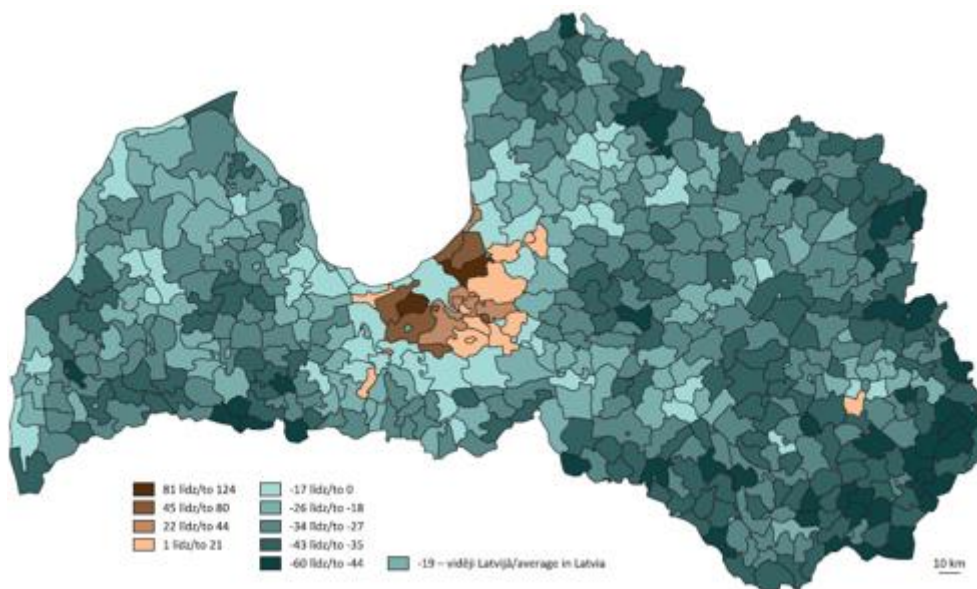 81 līdz/to 124
45 līdz/to 80
22 līdz/to 44
1 līdz/to 21
-17 līdz/to 0
-26 līdz/to -18
-34 līdz/to -27
-43 līdz/to -35
-60 līdz/to -44
-19 – vidēji Latvijā/average in Latvia
10 km